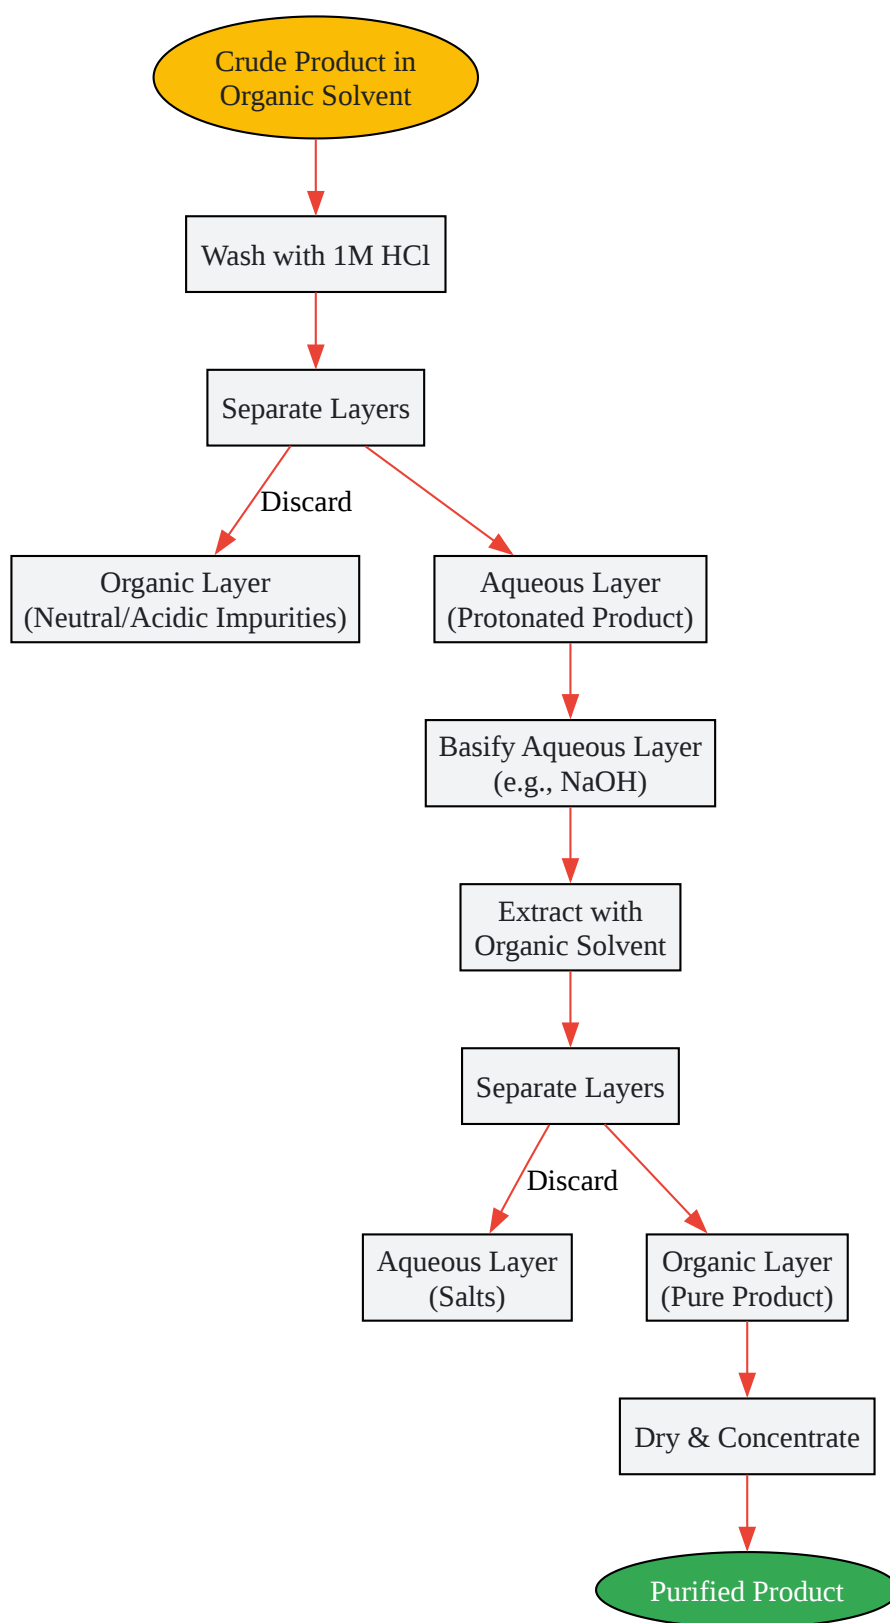 Crude Product in
Organic Solvent
Wash with 1M HCl
Separate Layers
Discard
Organic Layer
(Neutral/Acidic Impurities)
Aqueous Layer
(Protonated Product)
Basify Aqueous Layer
(e.g., NaOH)
Extract with
Organic Solvent
Separate Layers
Discard
Aqueous Layer
(Salts)
Organic Layer
(Pure Product)
Dry & Concentrate
Purified Product